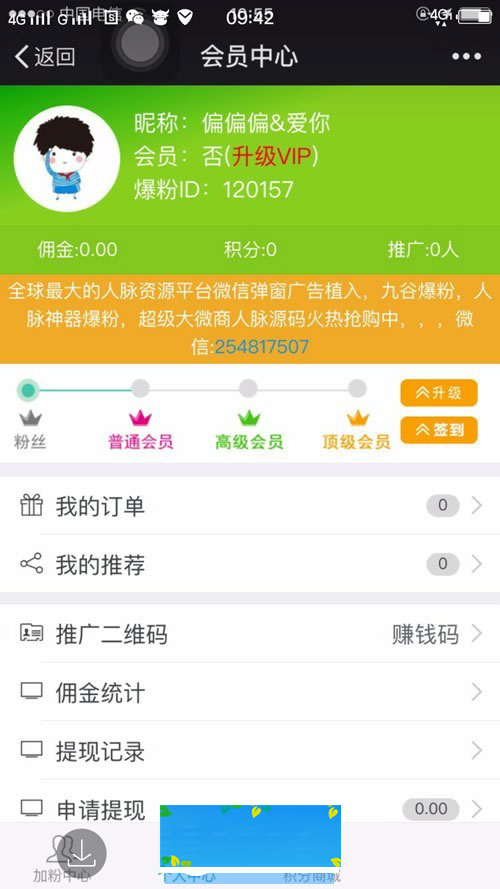 中国电信
4G
G
09:42
4G
返回
会员中心
昵称：偏偏偏&爱你
会员：否(升级VIP)
爆粉ID：120157
佣金:0.00
积分:0
推广:0人
全球最大的人脉资源平台微信弹窗广告植入，九谷爆粉，人
脉神器爆粉，超级大微商人脉源码火热抢购中，，，微
信:254817507
升级
签到
粉丝
普通会员
高级会员
顶级会员
我的订单
0
我的推荐
0
推广二维码
赚钱码
佣金统计
提现记录
申请提现
0.00
加粉中心
个人中心
积分商城